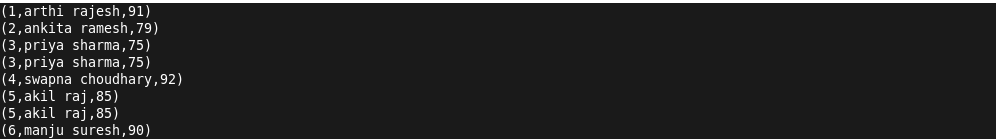 (1,arthi rajesh,91)
(2,ankita ramesh,79)
(3,priya sharma,75)
(3,priya sharma,75)
(4,swapna choudhary,92)
(5,akil raj,85)
(5,akil raj,85)
(6,manju suresh,90)